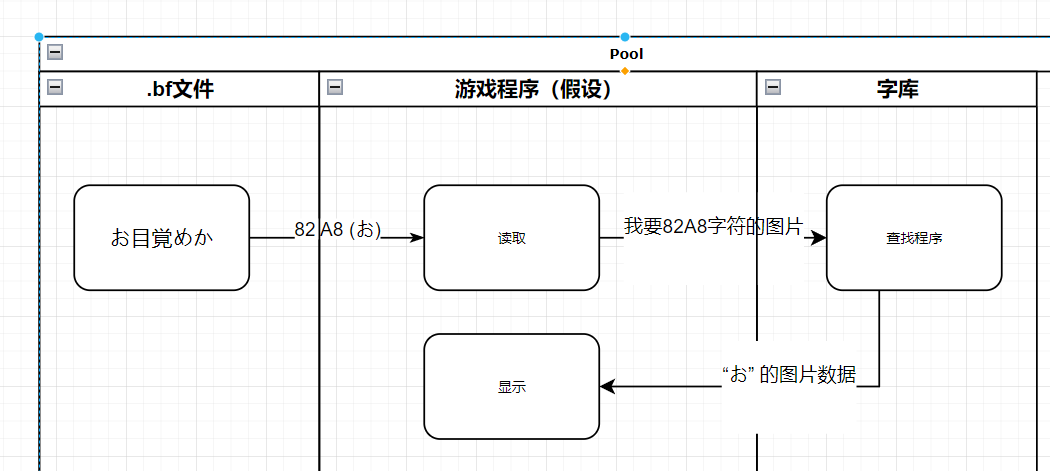 Pool
.bf文件
游戏程序（假设）
字库
お目覚めか
82 A8 (お)
读取
我要82A8字符的图片
查找程序
显示
“お” 的图片数据